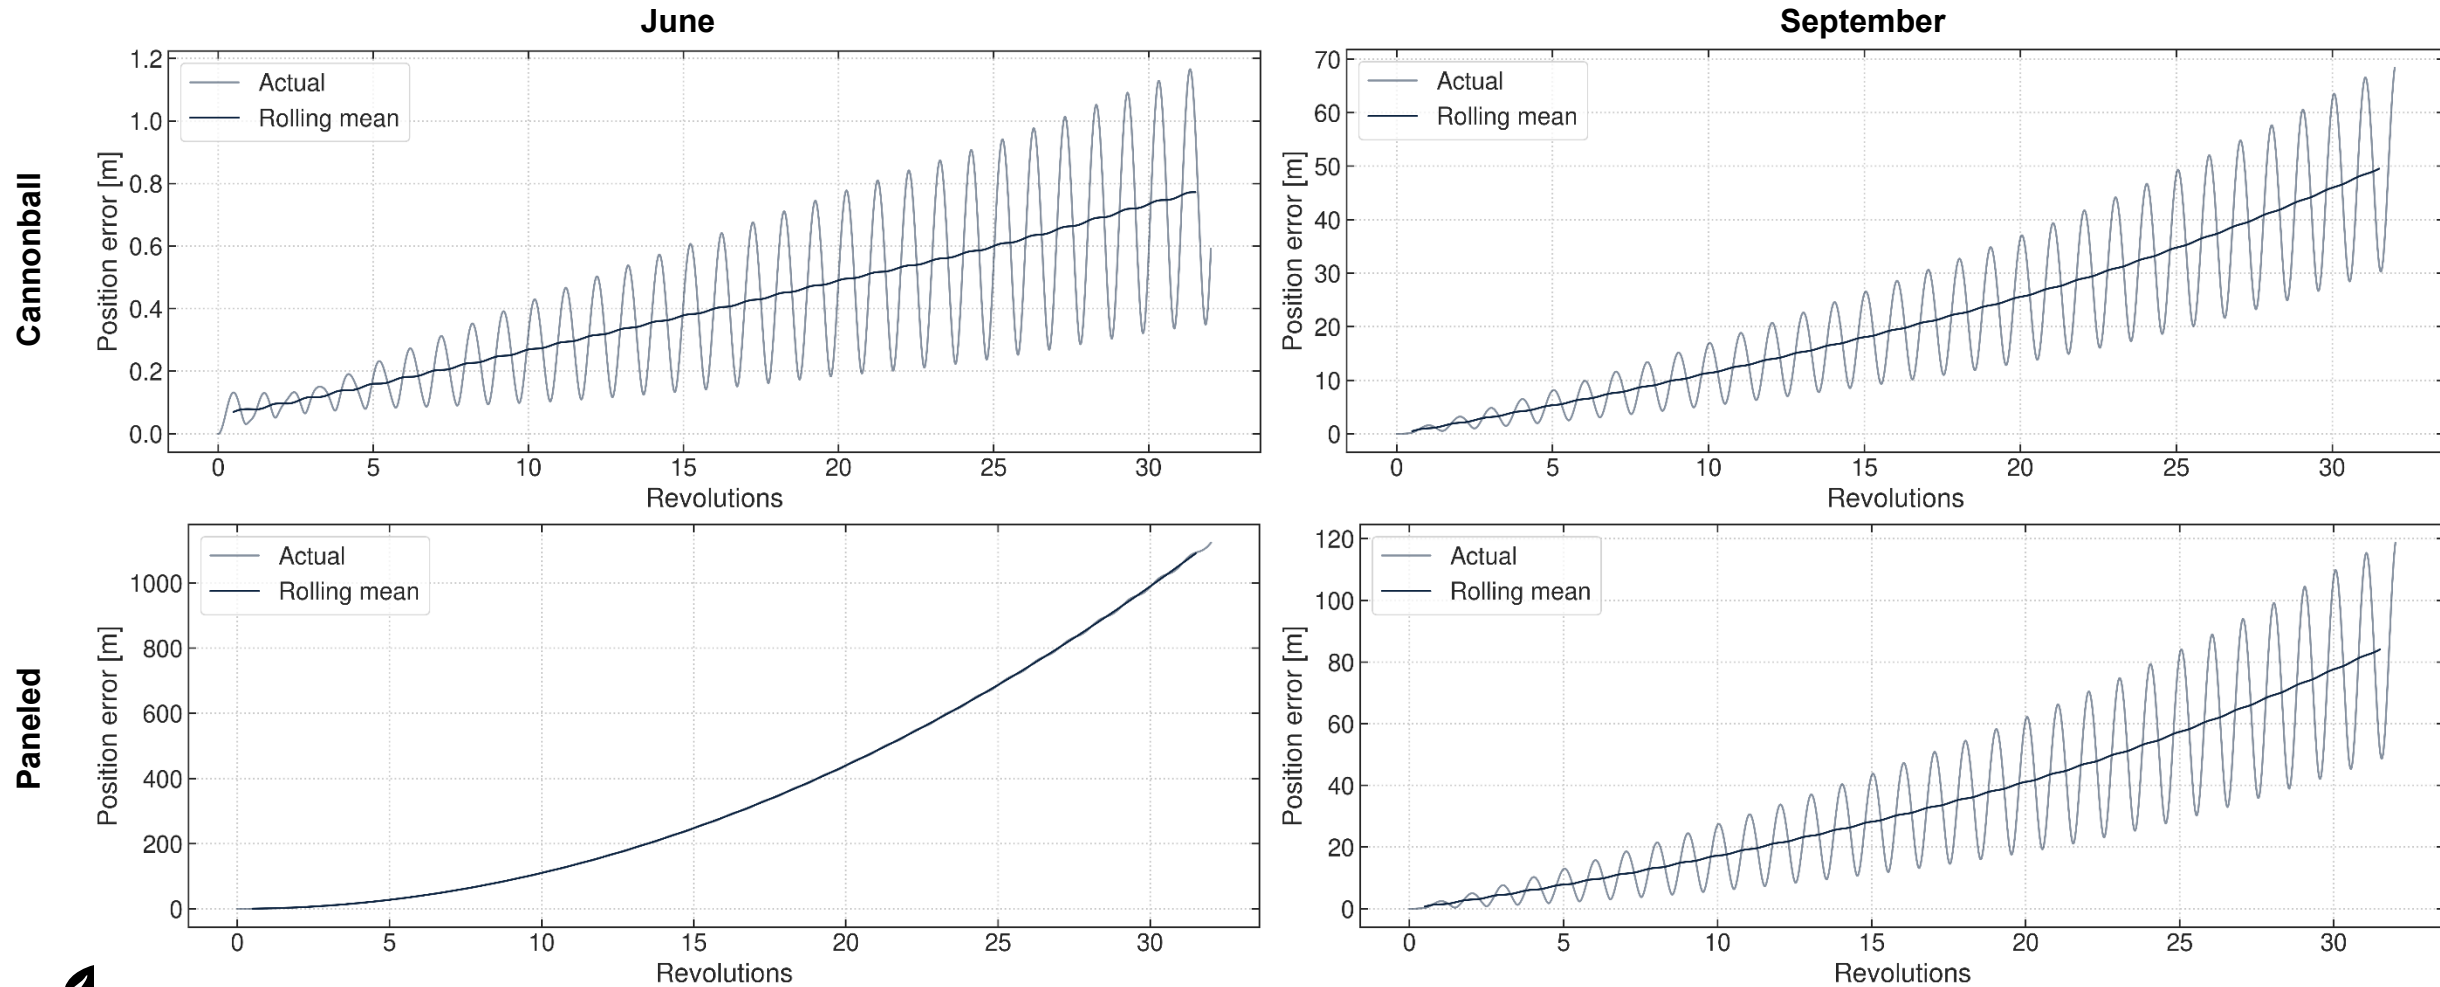 June
September
Cannonball
Paneled
1.2
1.0
0.8
0.6
0.4
0.2
0.0
Position error [m]
Actual
Rolling mean
0 5 10 15 20 25 30
Revolutions
70
60
50
40
30
20
10
0
Position error [m]
Actual
Rolling mean
0 5 10 15 20 25 30
Revolutions
1000
800
600
400
200
0
Position error [m]
Actual
Rolling mean
0 5 10 15 20 25 30
Revolutions
120
100
80
60
40
20
0
Position error [m]
Actual
Rolling mean
0 5 10 15 20 25 30
Revolutions